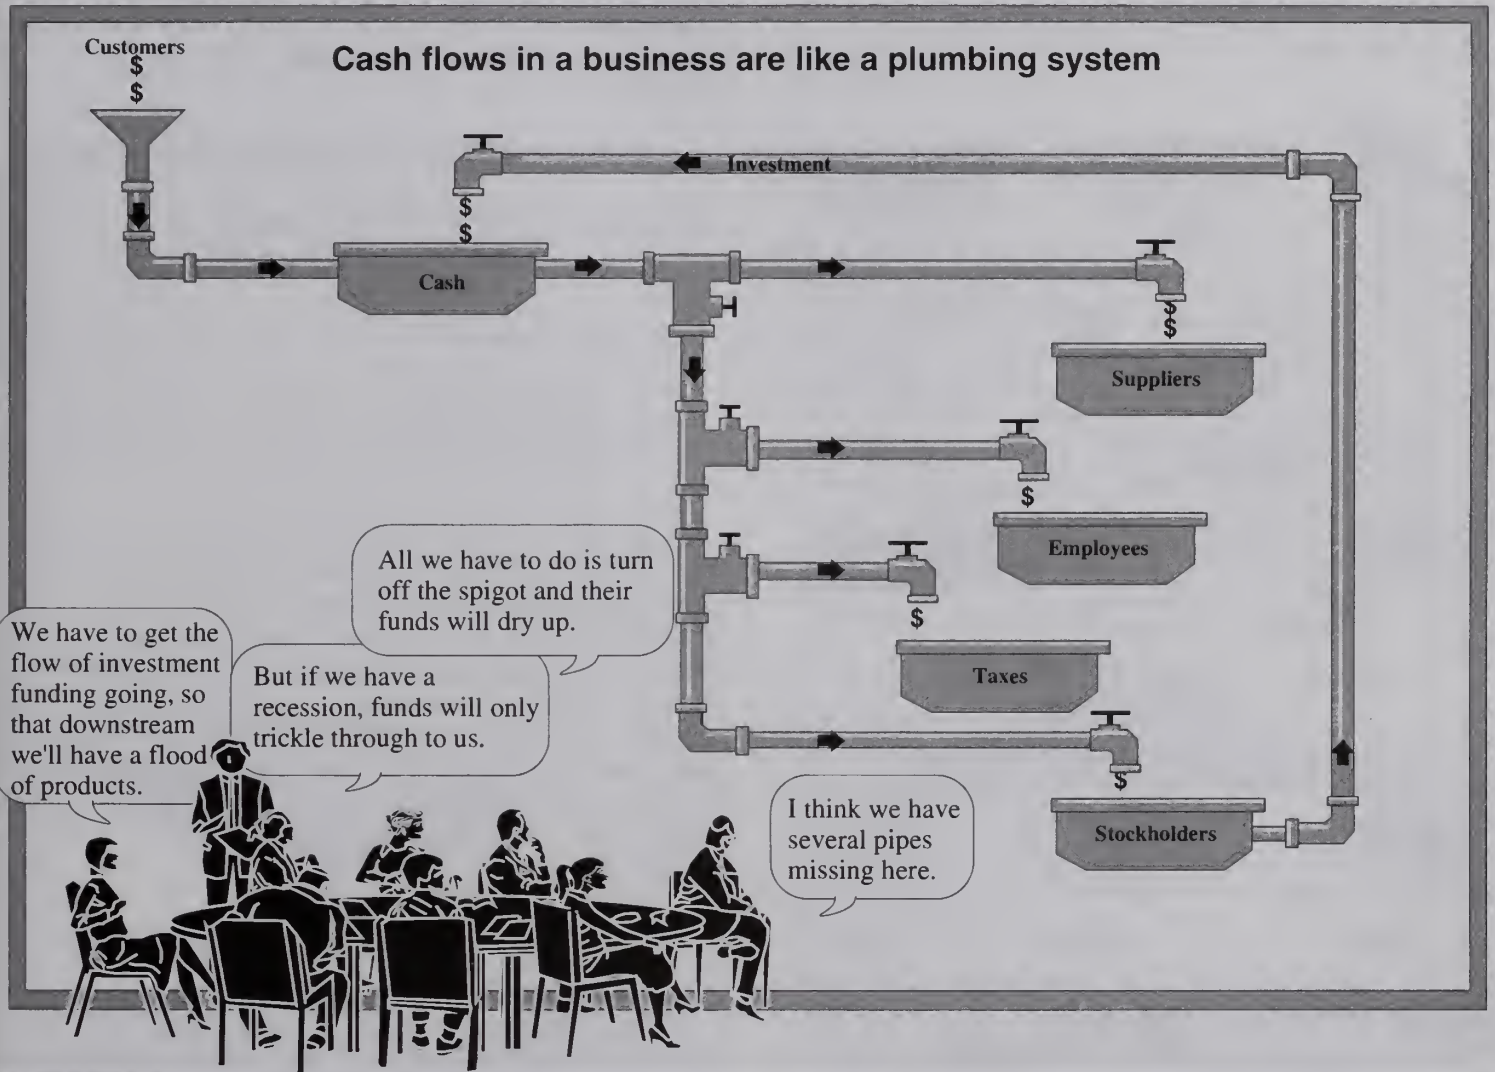 Customers
$
$
Cash flows in a business are like a plumbing system
Investment
$
$
Cash
$
$
Suppliers
$
Employees
$
Taxes
$
Stockholders
All we have to do is turn
off the spigot and their
funds will dry up.
We have to get the
flow of investment
funding going, so
that downstream
we'll have a flood
of products.
But if we have a
recession, funds will only
trickle through to us.
I think we have
several pipes
missing here.